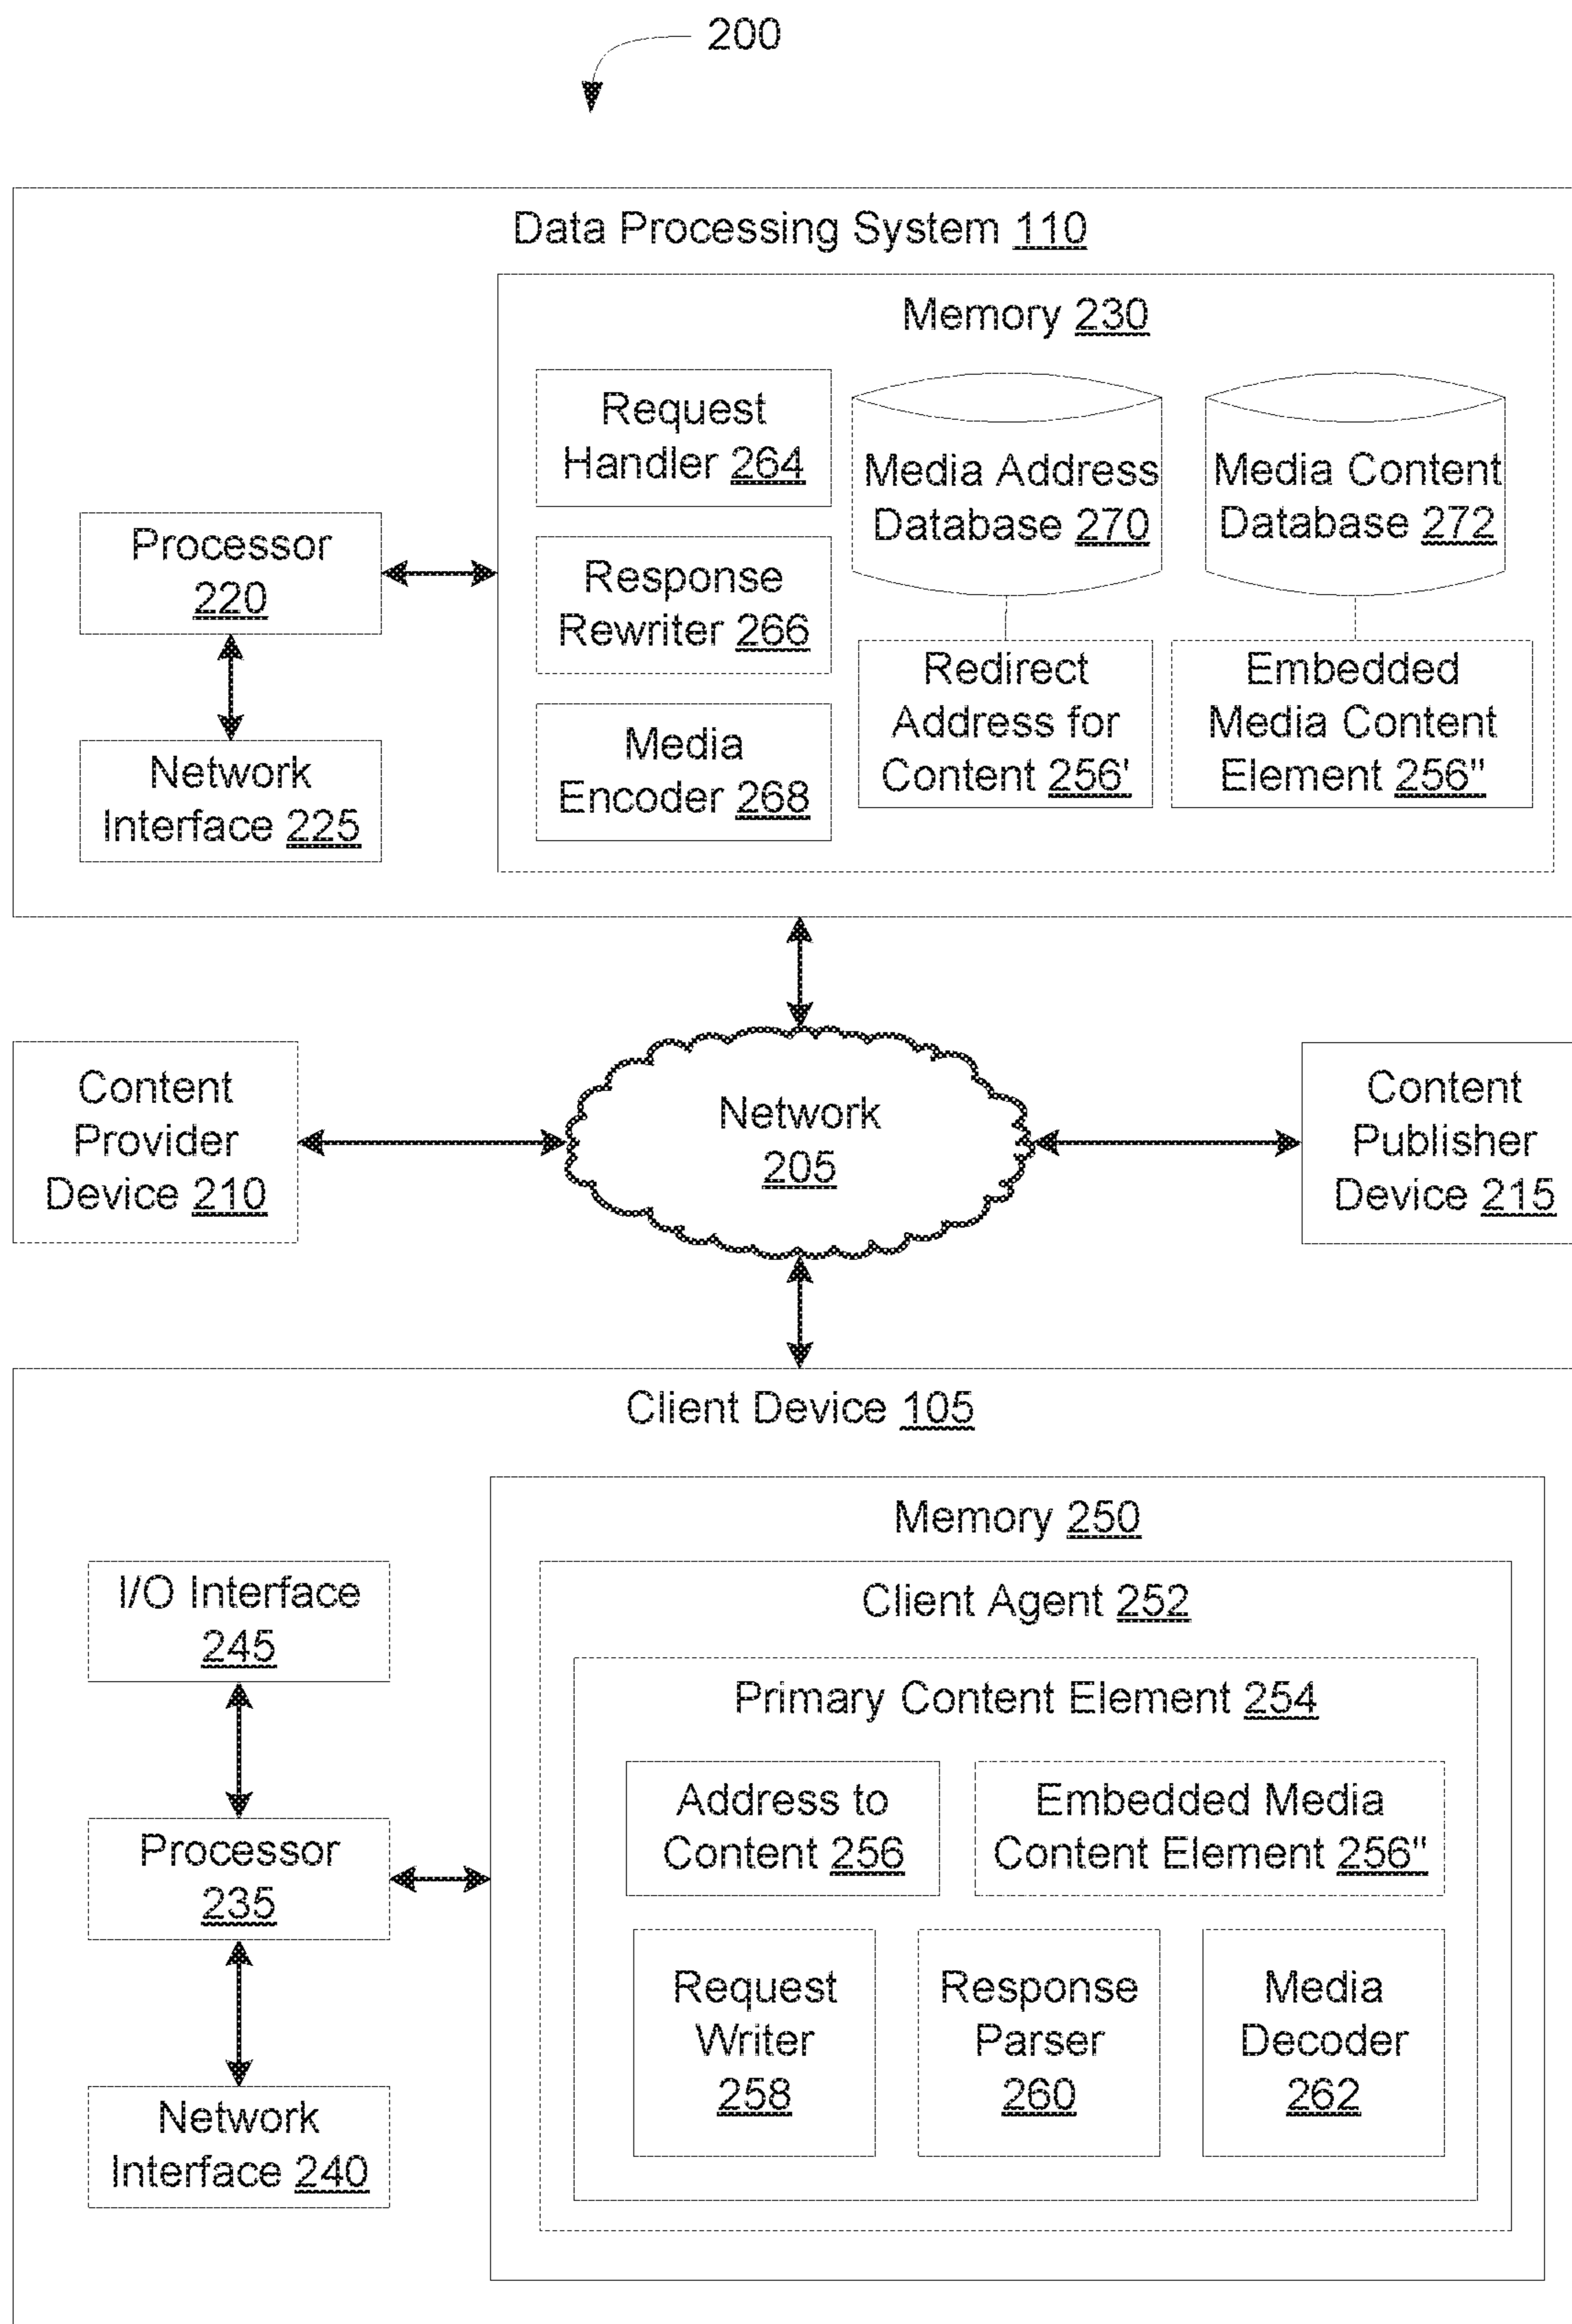 200
Data Processing System 110
Memory 230
Request
Handler 264
Media Address
Database 270
Media Content
Database 272
Processor
220
Response
Rewriter 266
Redirect
Address for
Content 256'
Embedded
Media Content
Element 256"
Network
Interface 225
Media
Encoder 268
Content
Provider
Device 210
Network
205
Content
Publisher
Device 215
Client Device 105
Memory 250
I/O Interface
245
Client Agent 252
Primary Content Element 254
Address to
Content 256
Embedded Media
Content Element 256"
Processor
235
Request
Writer
258
Response
Parser
260
Media
Decoder
262
Network
Interface 240